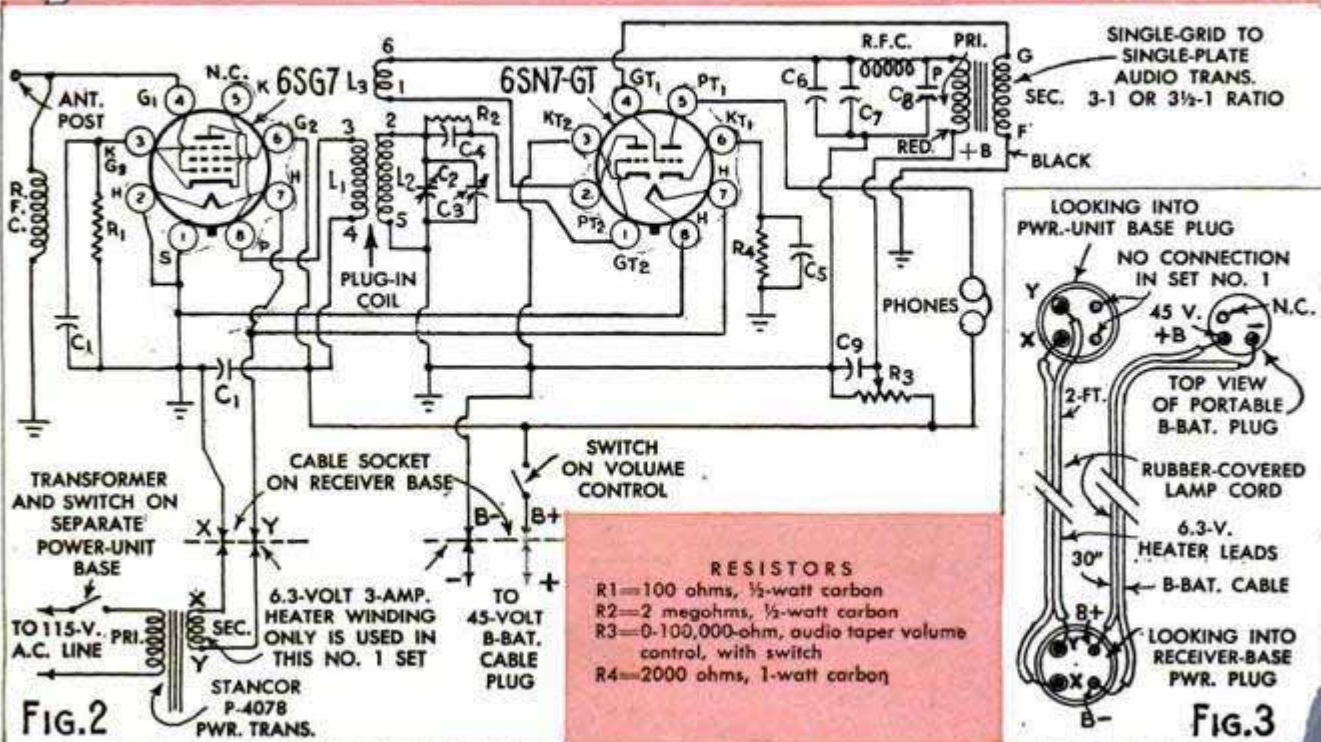 ANT.
POST
R.F.C.
N.C.
K
6SG7
G1
4
5
3
K
G3
6
G2
H
2
H
7
1
S
8
P
R1
C1
C1
6
L3
1
3
2
L1
L2
4
5
PLUG-IN
COIL
R2
C4
C2
C3
6SN7-GT
GT1
4
5
PT1
KT2
3
6
KT1
2
PT2
H
7
1
GT2
8
H
R4
C5
C6
C7
R.F.C.
C8
PRI.
P
RED.
+B
G
SEC.
F
BLACK
SINGLE-GRID TO
SINGLE-PLATE
AUDIO TRANS.
3-1 OR 3½-1 RATIO
PHONES
C9
R3
TRANSFORMER
AND SWITCH ON
SEPARATE
POWER-UNIT
BASE
TO 115-V.
A.C. LINE
PRI.
X
SEC.
Y
STANCOR
P-4078
PWR. TRANS.
X
Y
CABLE SOCKET
ON RECEIVER BASE
6.3-VOLT 3-AMP.
HEATER WINDING
ONLY IS USED IN
THIS NO. 1 SET
SWITCH
ON VOLUME
CONTROL
B-
B+
-
+
TO
45-VOLT
B-BAT.
CABLE
PLUG
FIG.2
RESISTORS
R1=100 ohms, ½-watt carbon
R2=2 megohms, ½-watt carbon
R3=0-100,000-ohm, audio taper volume
control, with switch
R4=2000 ohms, 1-watt carbon
LOOKING INTO
PWR.-UNIT BASE PLUG
NO CONNECTION
IN SET NO. 1
Y
X
45 V.
+B
N.C.
-
2-FT.
TOP VIEW
OF PORTABLE
B-BAT. PLUG
RUBBER-COVERED
LAMP CORD
6.3-V.
HEATER LEADS
30"
B-BAT. CABLE
B+
Y
X
B-
LOOKING INTO
RECEIVER-BASE
PWR. PLUG
FIG.3